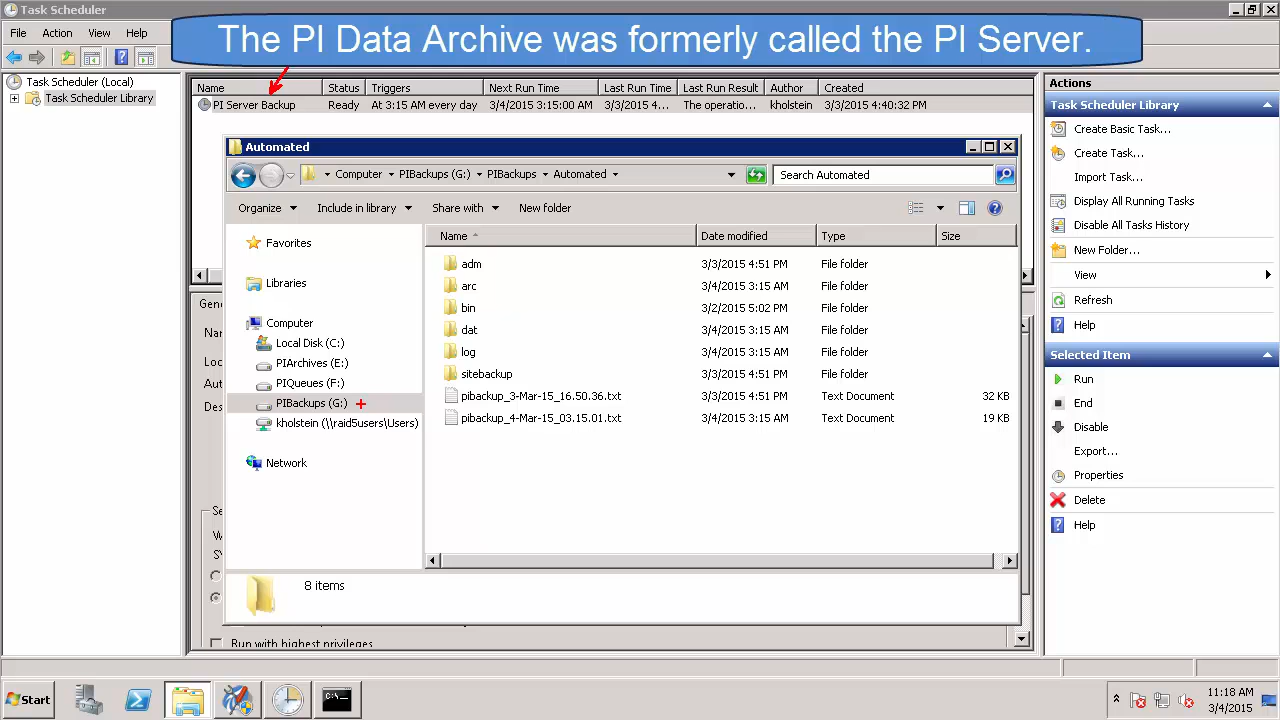 Task Scheduler
File Action View Help
The PI Data Archive was formerly called the PI Server.
Task Scheduler (Local)
Task Scheduler Library
Name Status Triggers Next Run Time Last Run Time Last Run Result Author Created
PI Server Backup Ready At 3:15 AM every day 3/4/2015 3:15:00 AM 3/3/2015 4... The operatio... kholstein 3/3/2015 4:40:32 PM
Automated
Computer PIBackups (G:) PIBackups Automated
Search Automated
Organize Include in library Share with New folder
Favorites
Libraries
Computer
Local Disk (C:)
PIArchives (E:)
PIQueues (F:)
PIBackups (G:)
kholstein (\\raid5users\Users)
Network
Name Date modified Type Size
adm 3/3/2015 4:51 PM File folder
arc 3/4/2015 3:15 AM File folder
bin 3/2/2015 5:02 PM File folder
dat 3/4/2015 3:15 AM File folder
log 3/4/2015 3:15 AM File folder
sitebackup 3/3/2015 4:51 PM File folder
pibackup_3-Mar-15_16.50.36.txt 3/3/2015 4:51 PM Text Document 32 KB
pibackup_4-Mar-15_03.15.01.txt 3/4/2015 3:15 AM Text Document 19 KB
8 items
Run with highest privileges
Actions
Task Scheduler Library
Create Basic Task...
Create Task...
Import Task...
Display All Running Tasks
Disable All Tasks History
New Folder...
View
Refresh
Help
Selected Item
Run
End
Disable
Export...
Properties
Delete
Help
Start
11:18 AM
3/4/2015